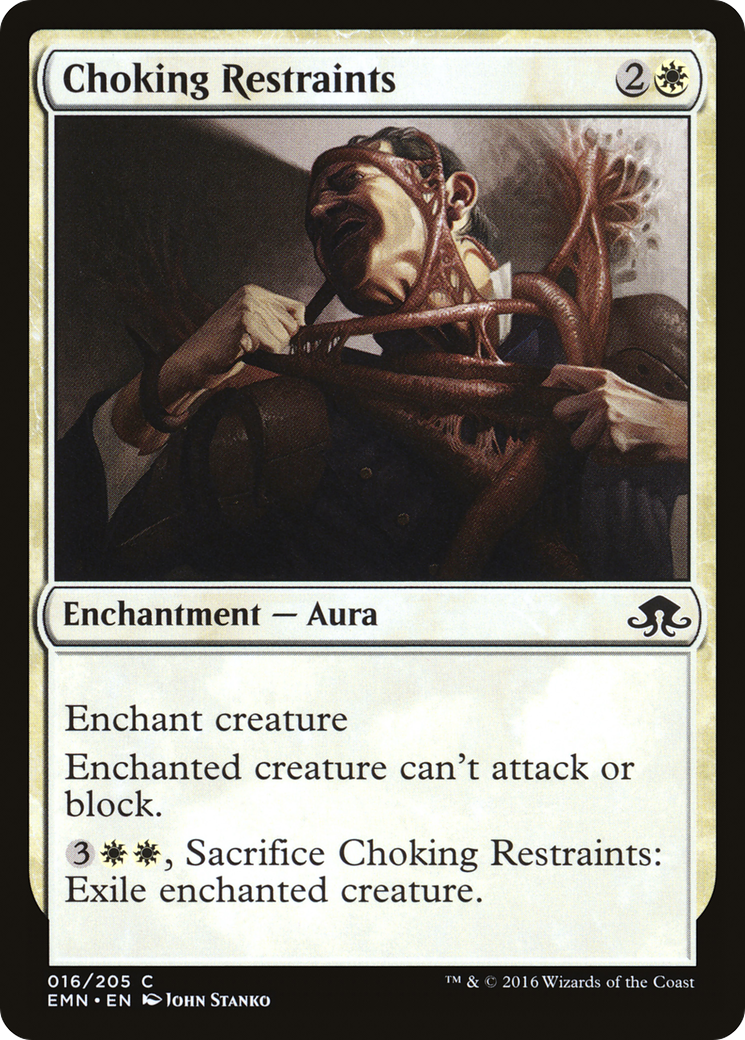 Choking Restraints 2
Enchantment — Aura
Enchant creature
Enchanted creature can't attack or
block.
3, Sacrifice Choking Restraints:
Exile enchanted creature.
016/205 C
EMN • EN John Stanko
™ & © 2016 Wizards of the Coast